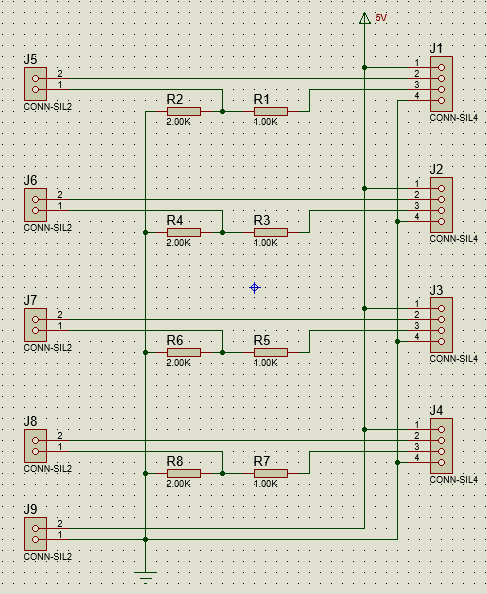 5V
J5
2
1
CONN-SIL2
R2
2.00K
R1
1.00K
J1
1
2
3
4
CONN-SIL4
J6
2
1
CONN-SIL2
R4
2.00K
R3
1.00K
J2
1
2
3
4
CONN-SIL4
J7
2
1
CONN-SIL2
R6
2.00K
R5
1.00K
J3
1
2
3
4
CONN-SIL4
J8
2
1
CONN-SIL2
R8
2.00K
R7
1.00K
J4
1
2
3
4
CONN-SIL4
J9
2
1
CONN-SIL2